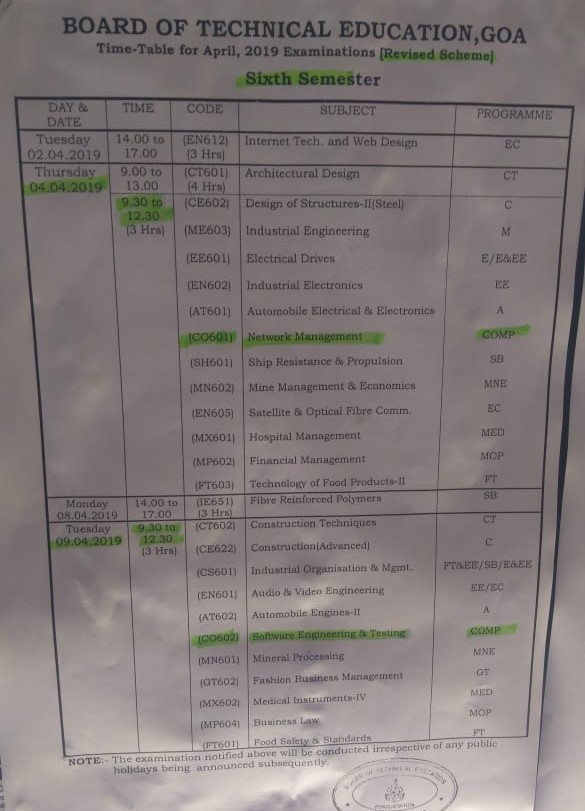 BOARD OF TECHNICAL EDUCATION,GOA
Time-Table for April, 2019 Examinations [Revised Scheme]
Sixth Semester
DAY & DATE TIME CODE SUBJECT PROGRAMME
Tuesday 14.00 to (EN612) Internet Tech. and Web Design EC
02.04.2019 17.00 (3 Hrs)
Thursday 9.00 to (CT601) Architectural Design CT
04.04.2019 13.00 (4 Hrs)
9.30 to (CE602) Design of Structures-II(Steel) C
12.30
(3 Hrs) (ME603) Industrial Engineering M
(EE601) Electrical Drives E/E&EE
(EN602) Industrial Electronics EE
(AT601) Automobile Electrical & Electronics A
(CO601) Network Management COMP
(SH601) Ship Resistance & Propulsion SB
(MN602) Mine Management & Economics MNE
(EN605) Satellite & Optical Fibre Comm. EC
(MX601) Hospital Management MED
(MP602) Financial Management MOP
(FT603) Technology of Food Products-II FT
Monday 14.00 to (IE651) Fibre Reinforced Polymers SB
08.04.2019 17.00 (3 Hrs)
Tuesday 9.30 to (CT602) Construction Techniques CT
09.04.2019 12.30
(3 Hrs) (CE622) Construction(Advanced) C
(CS601) Industrial Organisation & Mgmt. FT&EE/SB/E&EE
(EN601) Audio & Video Engineering EE/EC
(AT602) Automobile Engines-II A
(CO602) Software Engineering & Testing COMP
(MN601) Mineral Processing MNE
(GT602) Fashion Business Management GT
(MX602) Medical Instruments-IV MED
(MP604) Business Law MOP
(FT601) Food Safety & Standards FT
NOTE:- The examination notified above will be conducted irrespective of any public
holidays being announced subsequently.
BOARD OF TECHNICAL EDUCATION